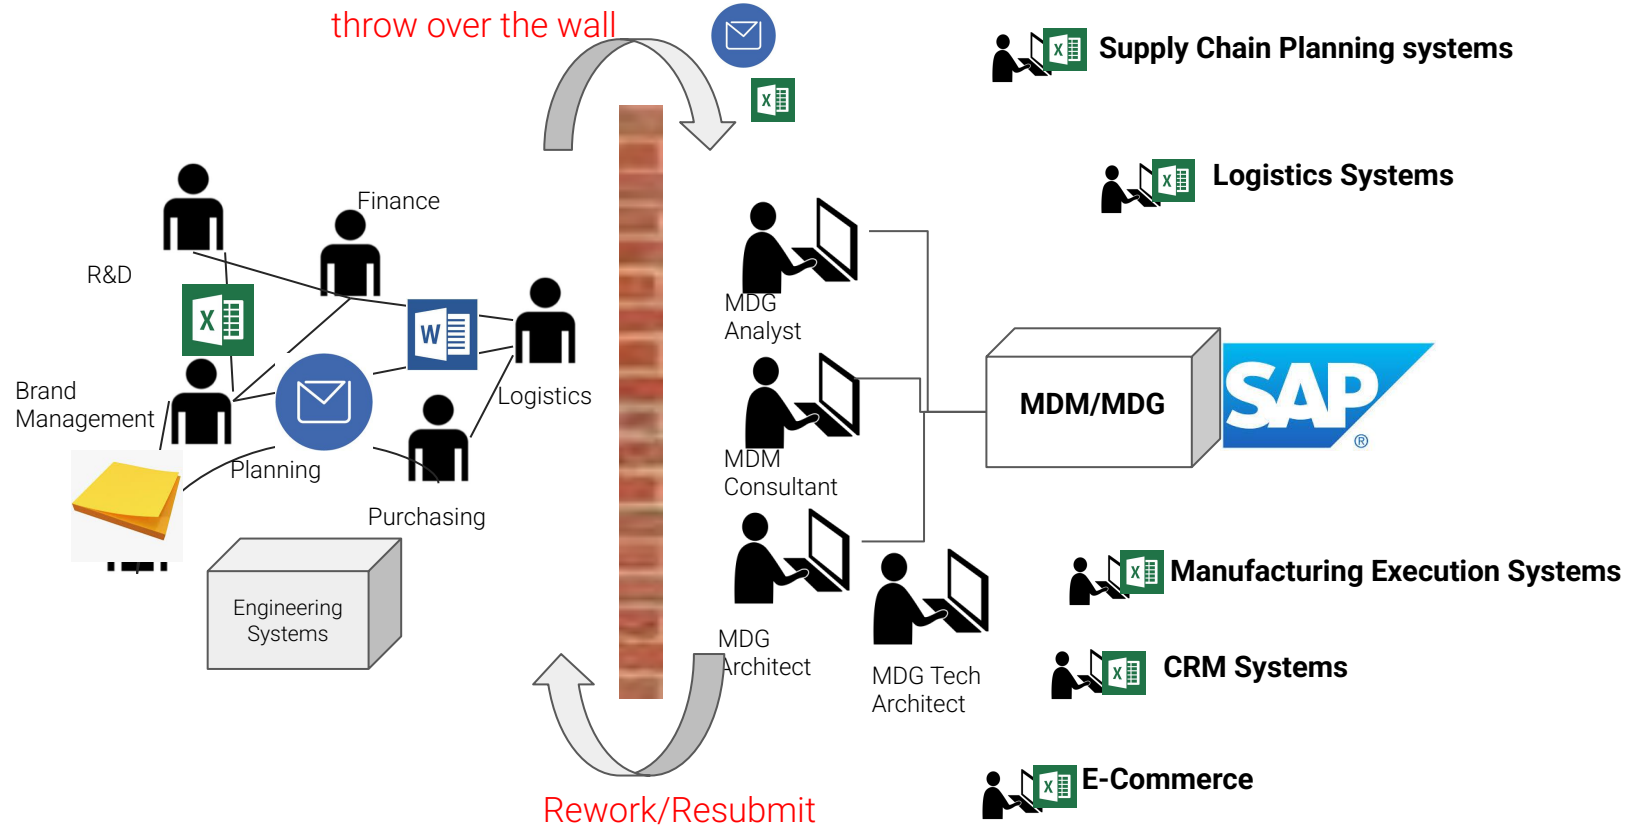 throw over the wall
Supply Chain Planning systems
X
X
Logistics Systems
X
Finance
R&D
X
W
MDG
Analyst
Brand
Management
Logistics
MDM/MDG
SAP
®
Planning
MDM
Consultant
Purchasing
Engineering
Systems
X
Manufacturing Execution Systems
MDG
Architect
MDG Tech
Architect
X
CRM Systems
X
E-Commerce
Rework/Resubmit